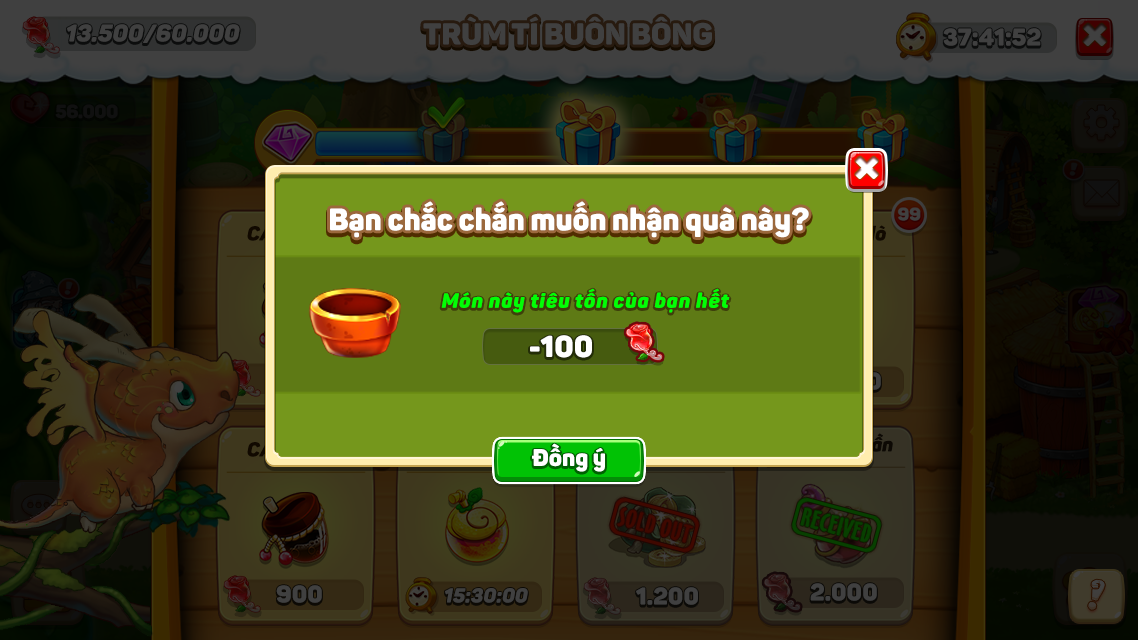 13.500/60.000
TRÙM TÍ BUÔN BÔNG
37:41:52
56.000
Bạn chắc chắn muốn nhận quà này?
99
Món này tiêu tốn của bạn hết
-100
Đồng ý
SOLD OUT
RECEIVED
900
15:30:00
1.200
2.000